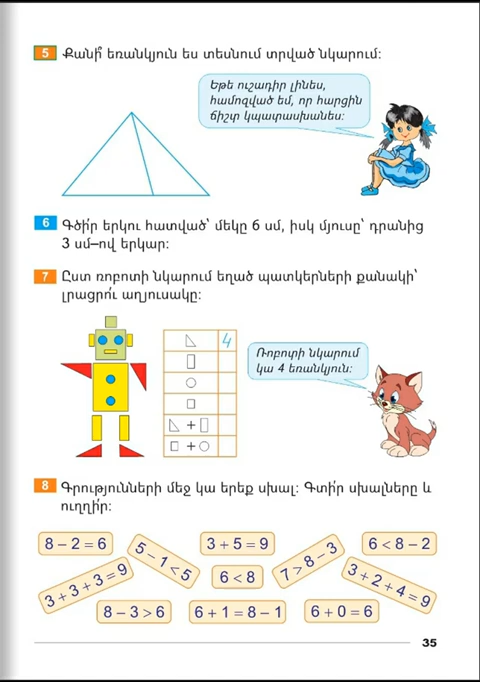 5 Քանի՞ եռանկյուն ես տեսնում տրված նկարում:
Եթե ուշադիր լինես,
համոզված եմ, որ հարցին
ճիշտ կպատասխանես:
6 Գծի՛ր երկու հատված՝ մեկը 6 սմ, իսկ մյուսը՝ դրանից
3 սմ–ով երկար:
7 Ըստ ռոբոտի նկարում եղած պատկերների քանակի՝
լրացրո՛ւ աղյուսակը:
4
Ռոբոտի նկարում
կա 4 եռանկյուն:
+
+
8 Գրությունների մեջ կա երեք սխալ: Գտի՛ր սխալները և
ուղղի՛ր:
8 – 2 = 6
5 – 1 < 5
3 + 5 = 9
7 > 8 – 3
6 < 8 – 2
3 + 3 + 3 = 9
6 < 8
3 + 2 + 4 = 9
8 – 3 > 6
6 + 1 = 8 – 1
6 + 0 = 6
35